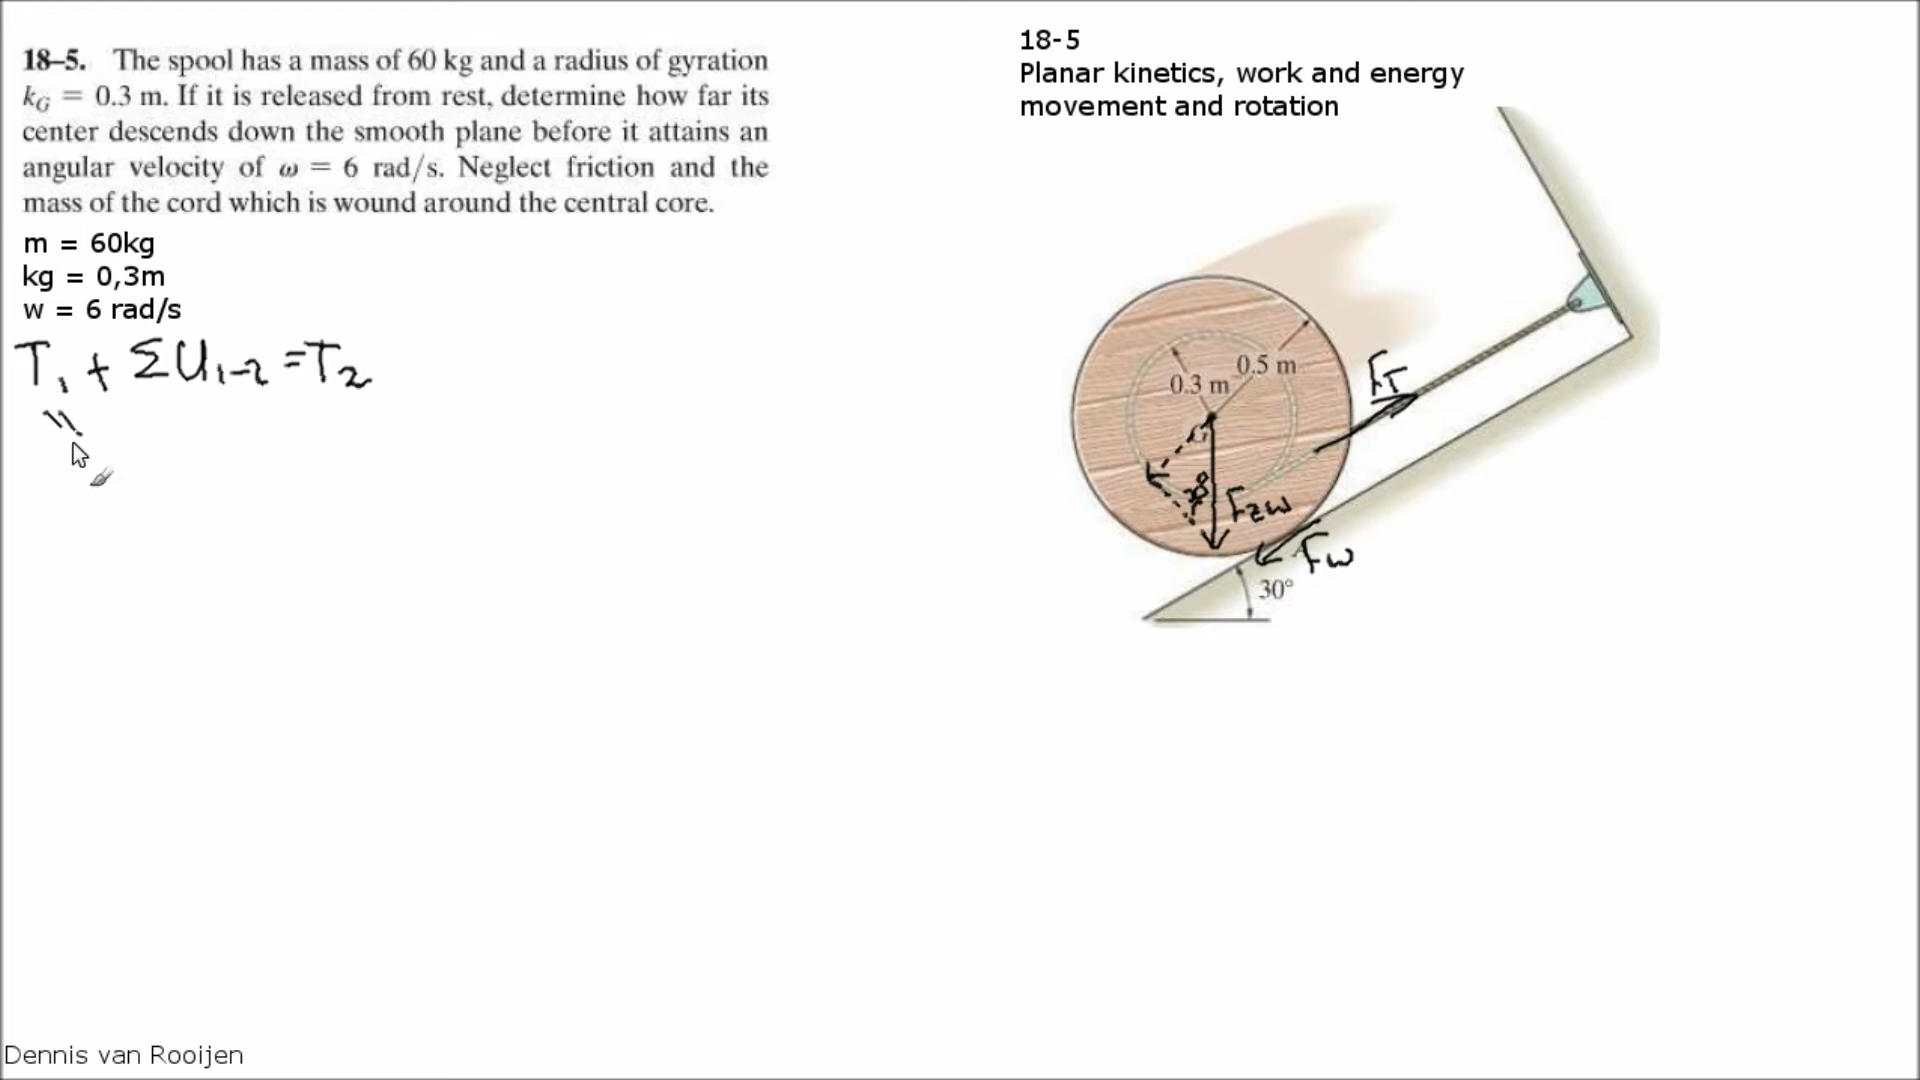 18–5. The spool has a mass of 60 kg and a radius of gyration
kG = 0.3 m. If it is released from rest, determine how far its
center descends down the smooth plane before it attains an
angular velocity of ω = 6 rad/s. Neglect friction and the
mass of the cord which is wound around the central core.
m = 60kg
kg = 0,3m
w = 6 rad/s
T1 + ΣU1-2 = T2
18-5
Planar kinetics, work and energy
movement and rotation
0.5 m
0.3 m
G
FT
30°
Fzw
Fw
30°
Dennis van Rooijen